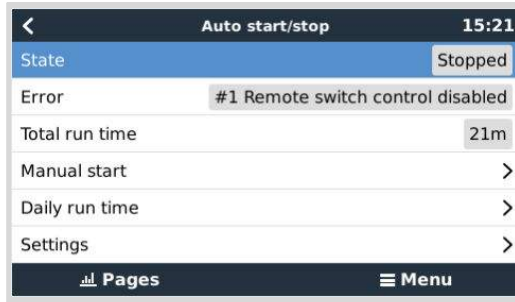 Auto start/stop 15:21
State Stopped
Error #1 Remote switch control disabled
Total run time 21m
Manual start
Daily run time
Settings
Pages Menu